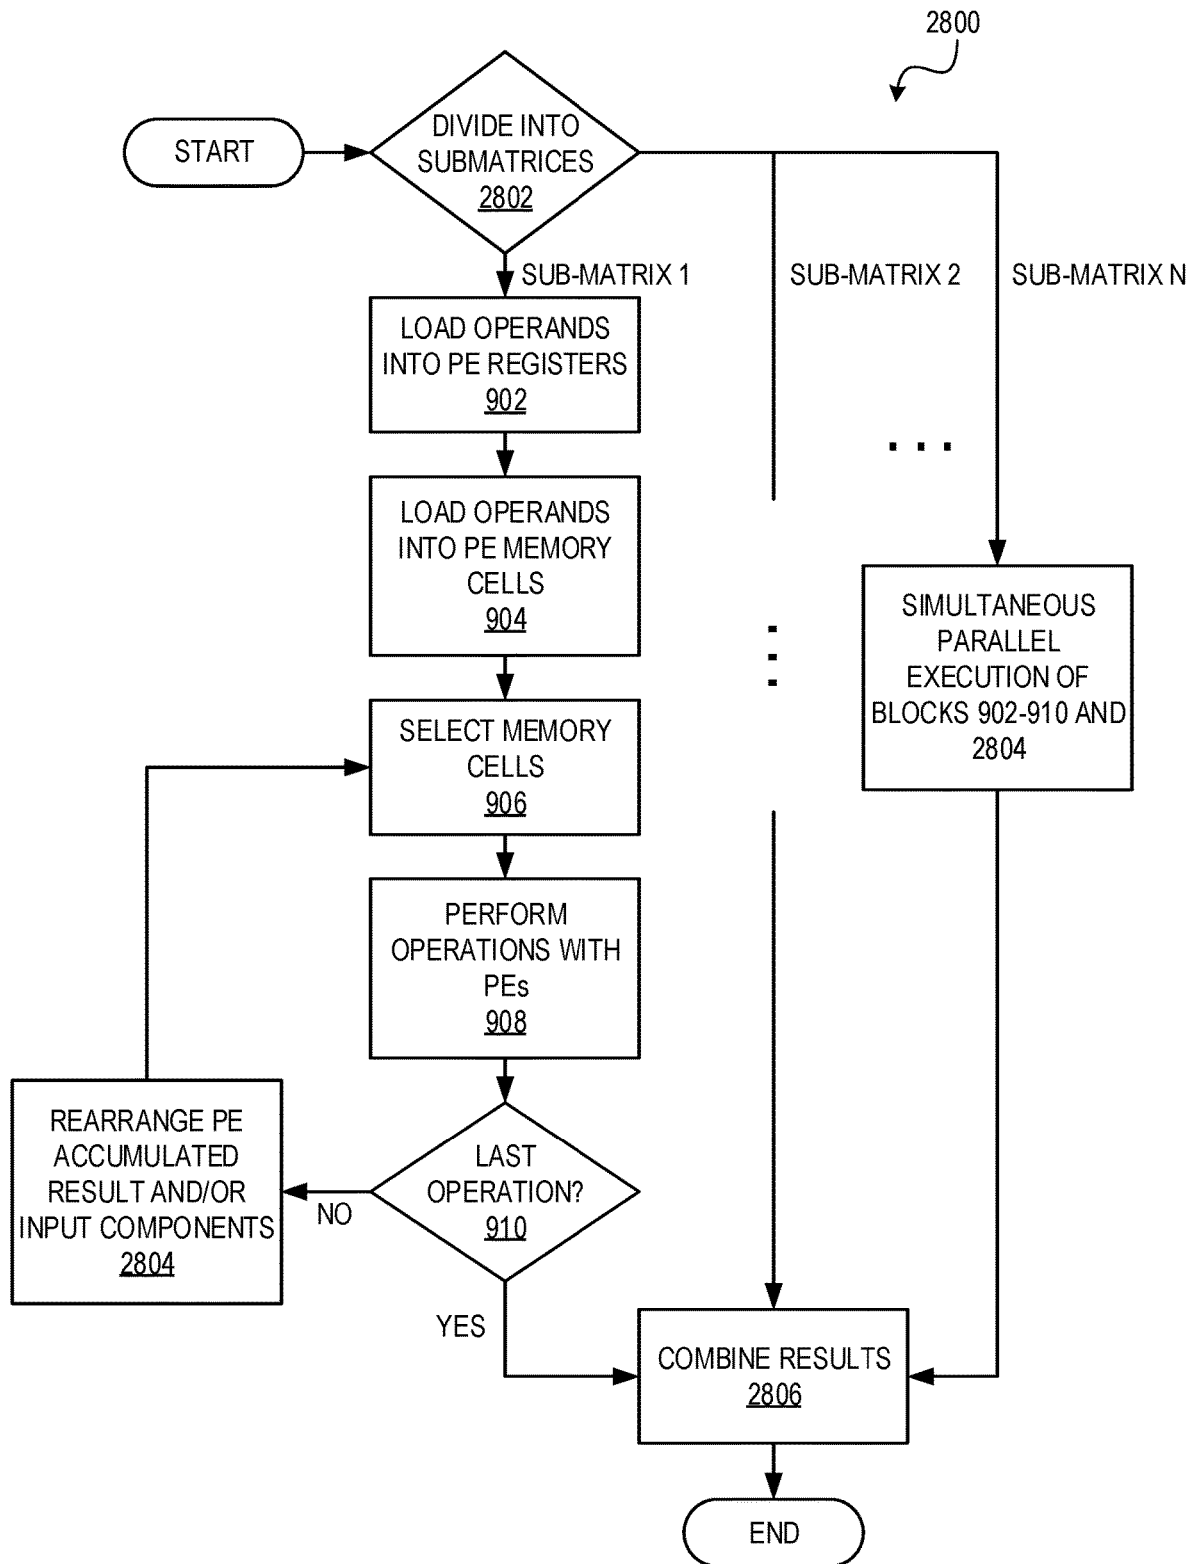 2800
START
DIVIDE INTO
SUBMATRICES
2802
SUB-MATRIX 1
SUB-MATRIX 2
SUB-MATRIX N
LOAD OPERANDS
INTO PE REGISTERS
902
LOAD OPERANDS
INTO PE MEMORY
CELLS
904
SIMULTANEOUS
PARALLEL
EXECUTION OF
BLOCKS 902-910 AND
2804
SELECT MEMORY
CELLS
906
PERFORM
OPERATIONS WITH
PEs
908
REARRANGE PE
ACCUMULATED
RESULT AND/OR
INPUT COMPONENTS
2804
NO
LAST
OPERATION?
910
YES
COMBINE RESULTS
2806
END